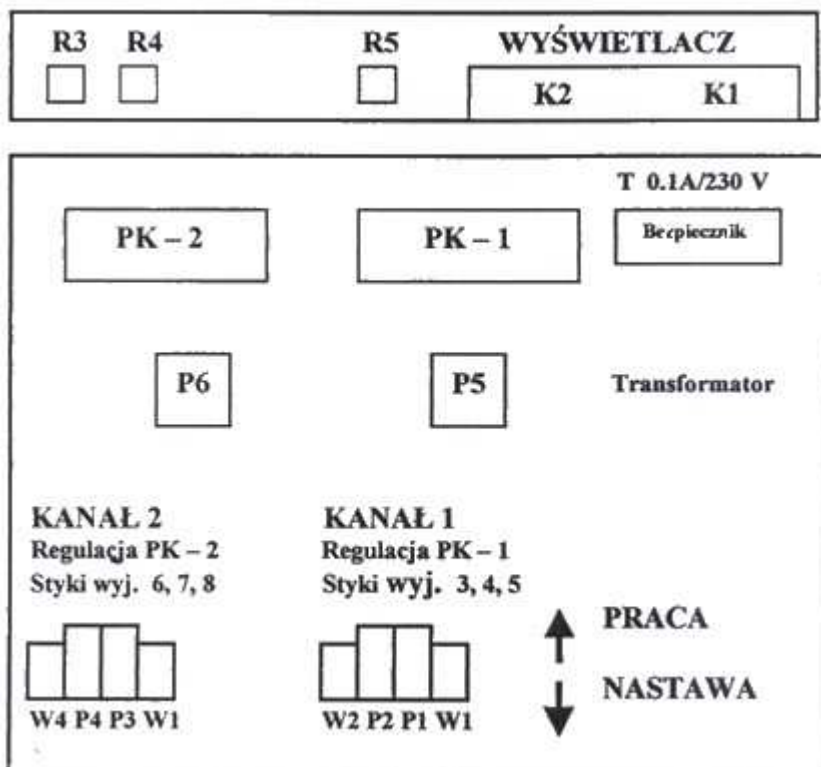 R3 R4 R5 WYŚWIETLACZ
K2 K1
T 0.1A/230 V
PK – 2 PK – 1 Bezpiecznik
P6 P5 Transformator
KANAŁ 2 KANAŁ 1
Regulacja PK – 2 Regulacja PK – 1
Styki wyj. 6, 7, 8 Styki wyj. 3, 4, 5
PRACA
NASTAWA
W4 P4 P3 W1 W2 P2 P1 W1